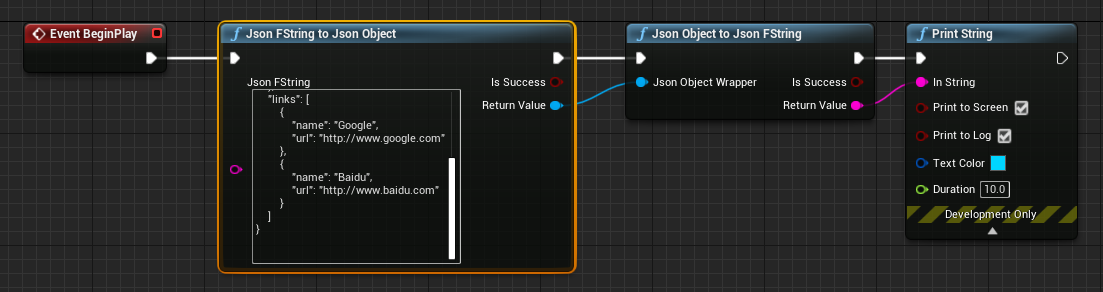 Event BeginPlay
f Json FString to Json Object
Json FString
"links": [
{
"name": "Google",
"url": "http://www.google.com"
},
{
"name": "Baidu",
"url": "http://www.baidu.com"
}
]
}
Is Success
Return Value
f Json Object to Json FString
Json Object Wrapper
Is Success
Return Value
f Print String
In String
Print to Screen
Print to Log
Text Color
Duration 10.0
Development Only